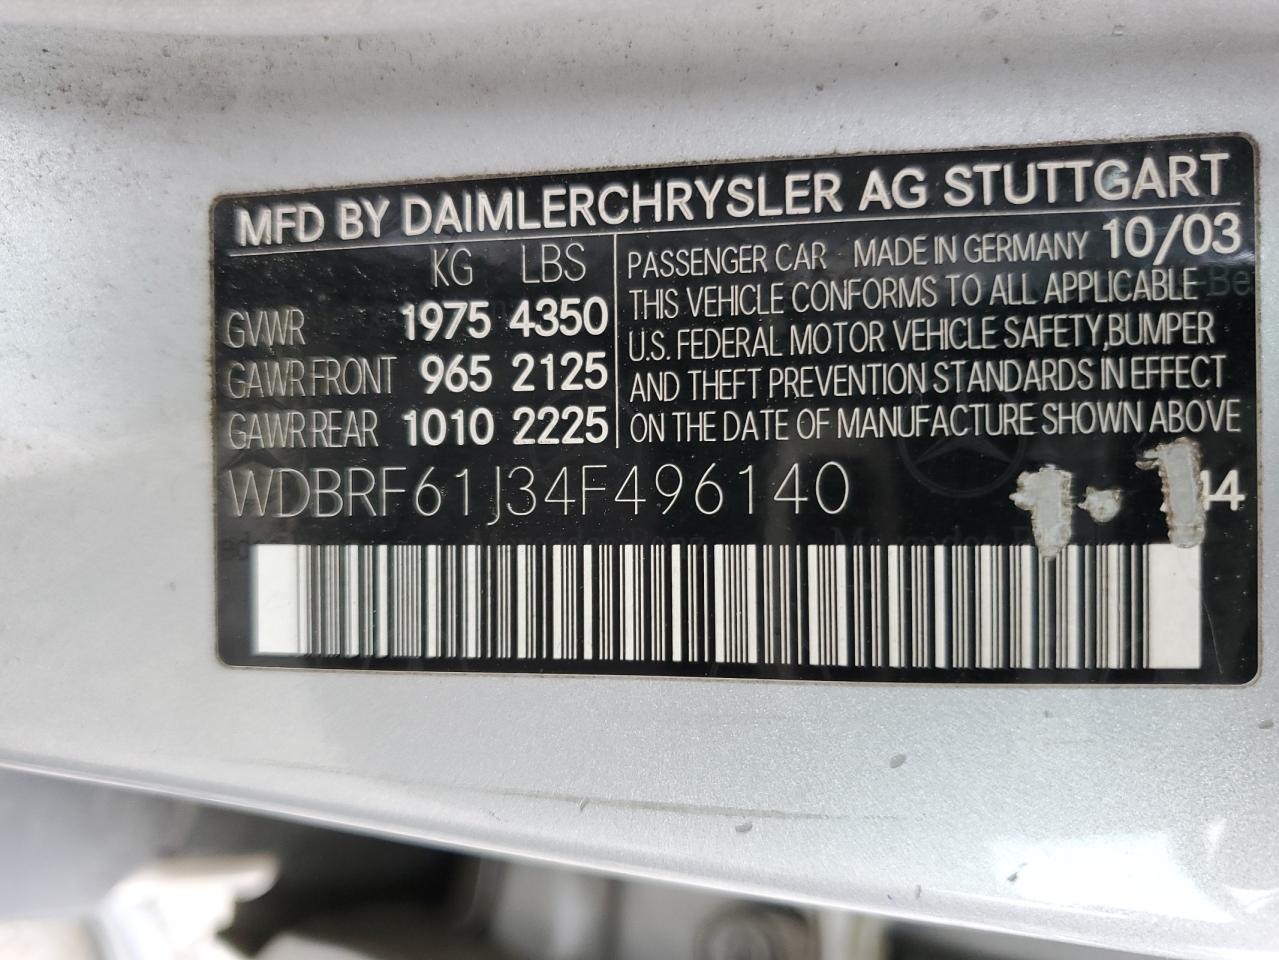 MFD BY DAIMLERCHRYSLER AG STUTTGART
KG LBS
GVWR 1975 4350
GAWR FRONT 965 2125
GAWR REAR 1010 2225
PASSENGER CAR MADE IN GERMANY 10/03
THIS VEHICLE CONFORMS TO ALL APPLICABLE
U.S. FEDERAL MOTOR VEHICLE SAFETY, BUMPER
AND THEFT PREVENTION STANDARDS IN EFFECT
ON THE DATE OF MANUFACTURE SHOWN ABOVE
WDBRF61J34F496140